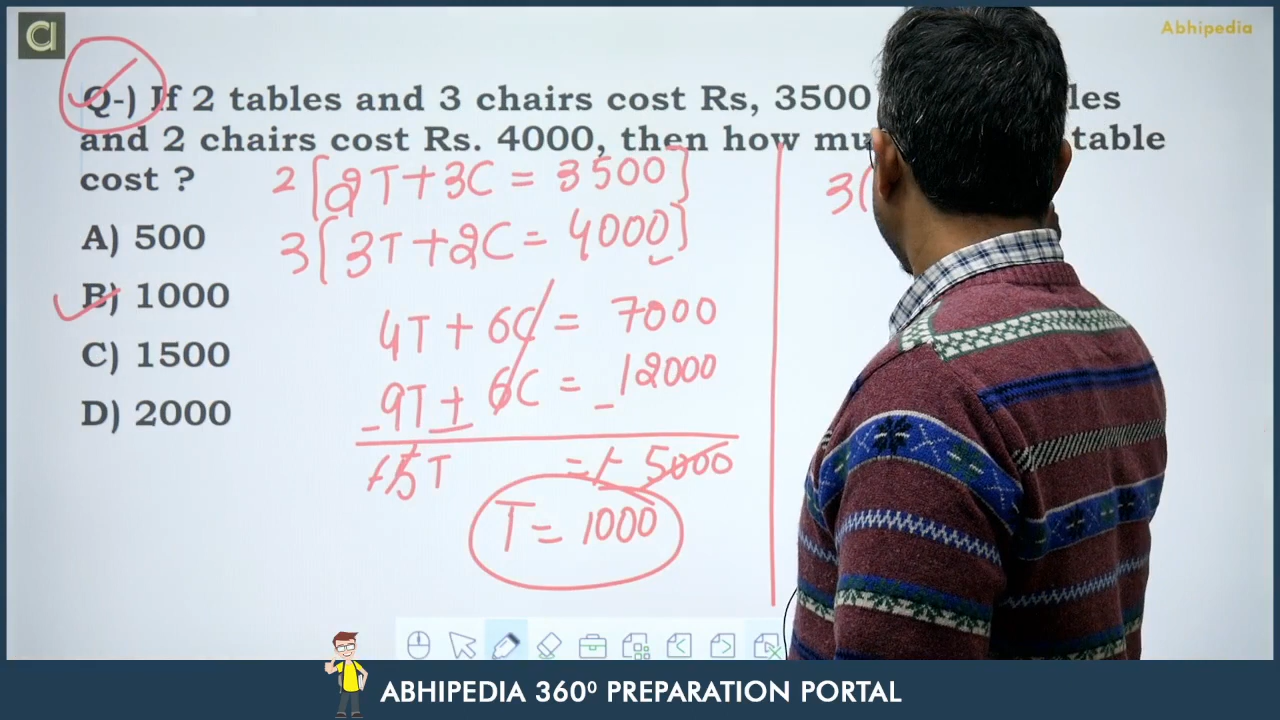 Abhipedia
Q-) If 2 tables and 3 chairs cost Rs, 3500
and 2 chairs cost Rs. 4000, then how table
cost ?
2[2T+3C = 3500]
A) 500
3[3T+2C = 4000]
3(
B) 1000
4T + 6C = 7000
C) 1500
9T + 6C = 12000
D) 2000
-5T = -5000
T = 1000
ABHIPEDIA 360⁰ PREPARATION PORTAL